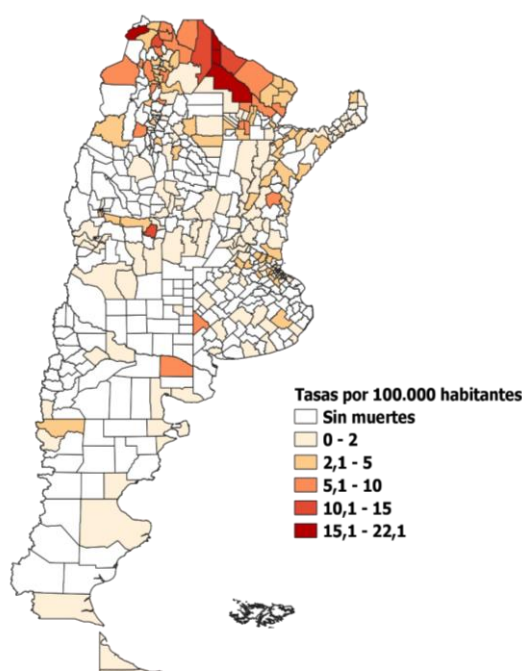 Tasas por 100.000 habitantes
Sin muertes
0 - 2
2,1 - 5
5,1 - 10
10,1 - 15
15,1 - 22,1